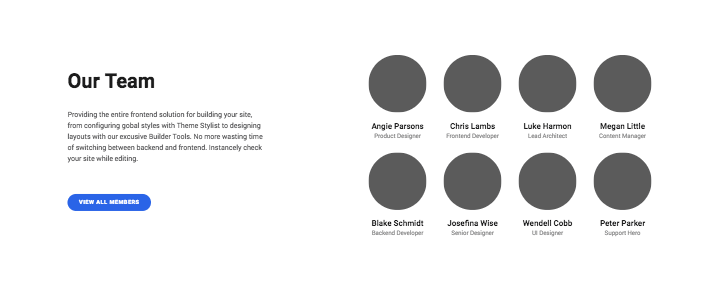 Our Team
Providing the entire frontend solution for building your site,
from configuring gobal styles with Theme Stylist to designing
layouts with our excusive Builder Tools. No more wasting time
of switching between backend and frontend. Instancely check
your site while editing.
VIEW ALL MEMBERS
Angie Parsons
Product Designer
Chris Lambs
Frontend Developer
Luke Harmon
Lead Architect
Megan Little
Content Manager
Blake Schmidt
Backend Developer
Josefina Wise
Senior Designer
Wendell Cobb
UI Designer
Peter Parker
Support Hero